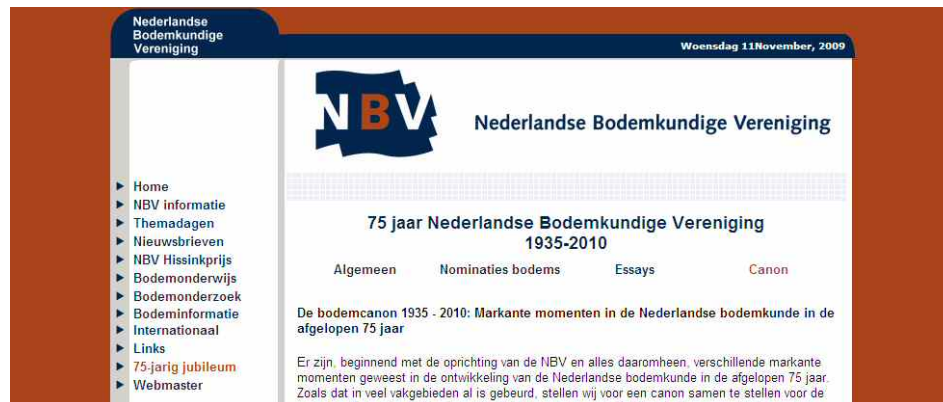 Nederlandse
Bodemkundige
Vereniging
Woensdag 11November, 2009
NBV
Nederlandse Bodemkundige Vereniging
Home
NBV informatie
Themadagen
Nieuwsbrieven
NBV Hissinkprijs
Bodemonderwijs
Bodemonderzoek
Bodeminformatie
Internationaal
Links
75-jarig jubileum
Webmaster
75 jaar Nederlandse Bodemkundige Vereniging
1935-2010
Algemeen Nominaties bodems Essays Canon
De bodemcanon 1935 - 2010: Markante momenten in de Nederlandse bodemkunde in de
afgelopen 75 jaar
Er zijn, beginnend met de oprichting van de NBV en alles daaromheen, verschillende markante
momenten geweest in de ontwikkeling van de Nederlandse bodemkunde in de afgelopen 75 jaar.
Zoals dat in veel vakgebieden al is gebeurd, stellen wij voor een canon samen te stellen voor de